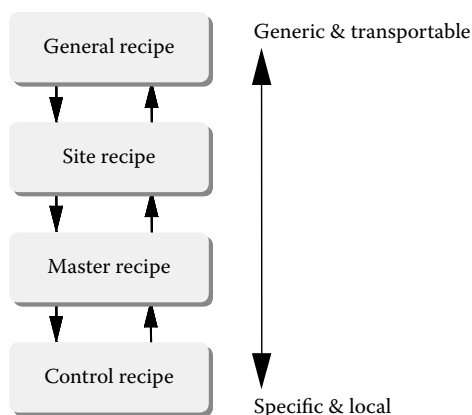 General recipe
Generic & transportable
Site recipe
Master recipe
Control recipe
Specific & local